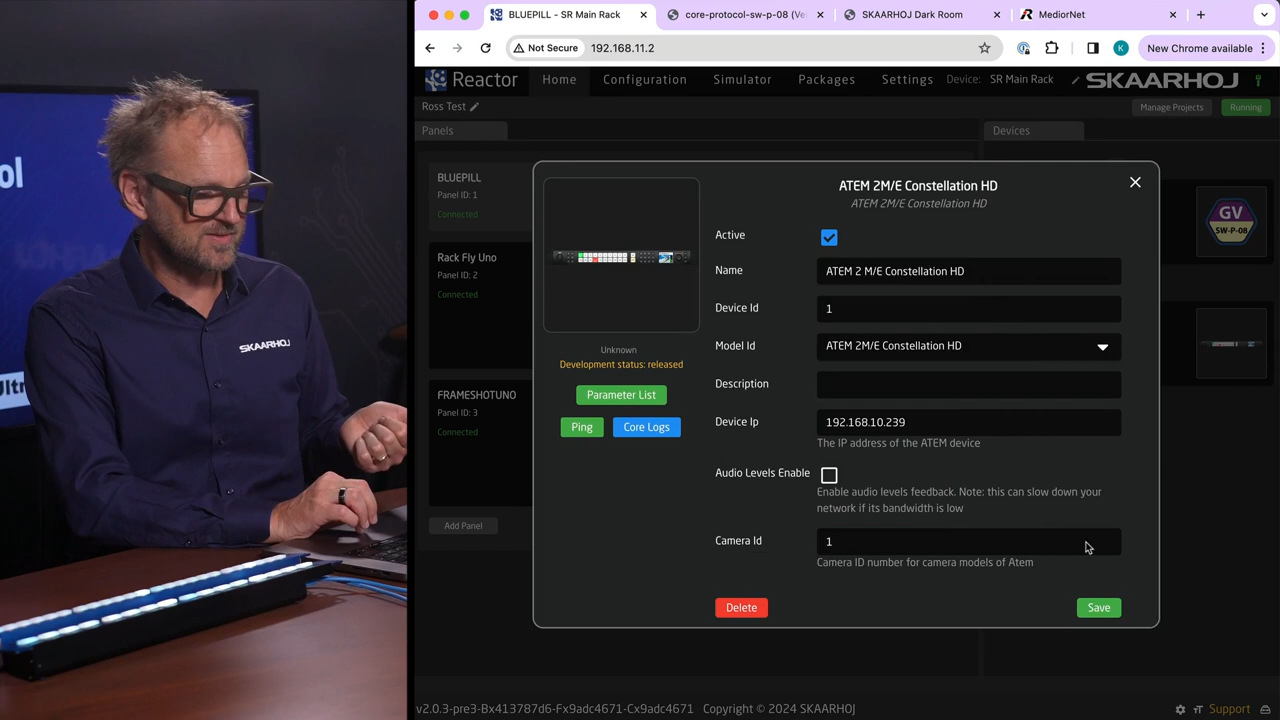 ol
Ultri
SKAARHOJ
BLUEPILL - SR Main Rack
core-protocol-sw-p-08 (Ve
SKAARHOJ Dark Room
MediorNet
Not Secure
192.168.11.2
K
New Chrome available
Reactor
Home
Configuration
Simulator
Packages
Settings
Device: SR Main Rack
SKAARHOJ
Ross Test
Manage Projects
Running
Panels
Devices
BLUEPILL
Panel ID: 1
Connected
Rack Fly Uno
Panel ID: 2
Connected
FRAMESHOTUNO
Panel ID: 3
Connected
Add Panel
GV
SW-P-08
ATEM 2M/E Constellation HD
ATEM 2M/E Constellation HD
Active
Name
ATEM 2 M/E Constellation HD
Device Id
1
Model Id
ATEM 2M/E Constellation HD
Description
Device Ip
192.168.10.239
The IP address of the ATEM device
Audio Levels Enable
Enable audio levels feedback. Note: this can slow down your
network if its bandwidth is low
Camera Id
1
Camera ID number for camera models of Atem
Unknown
Development status: released
Parameter List
Ping
Core Logs
Delete
Save
v2.0.3-pre3-Bx413787d6-Fx9adc4671-Cx9adc4671 Copyright © 2024 SKAARHOJ
Support